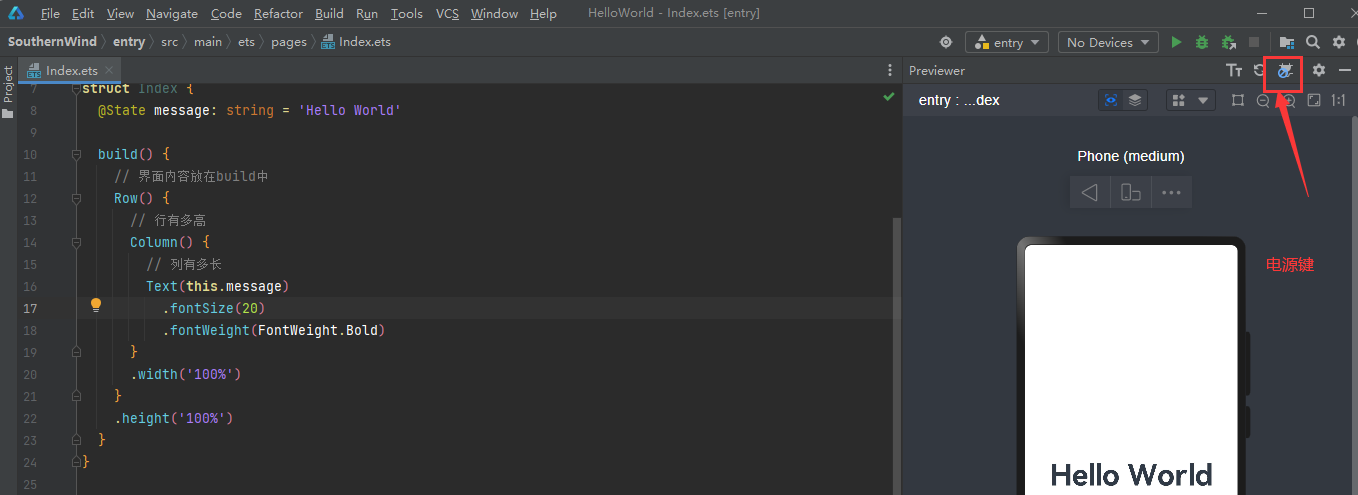 File Edit View Navigate Code Refactor Build Run Tools VCS Window Help HelloWorld - Index.ets [entry]
SouthernWind entry src main ets pages Index.ets entry No Devices
Project
Index.ets
Previewer
entry : ...dex
1:1
Phone (medium)
7 struct Index {
8 @State message: string = 'Hello World'
9
10 build() {
11 // 界面内容放在build中
12 Row() {
13 // 行有多高
14 Column() {
15 // 列有多长
16 Text(this.message)
17 .fontSize(20)
18 .fontWeight(FontWeight.Bold)
19 }
20 .width('100%')
21 }
22 .height('100%')
23 }
24 }
25
电源键
Hello World